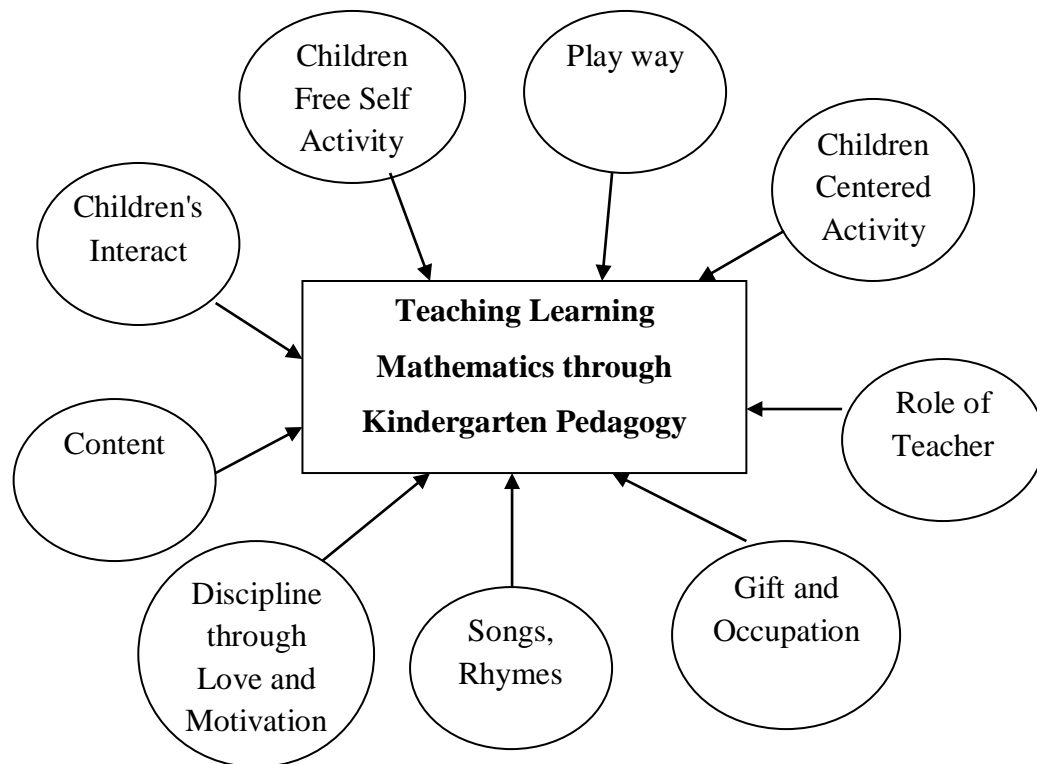 Children
Free Self
Activity
Play way
Children
Centered
Activity
Children's
Interact
Teaching Learning
Mathematics through
Kindergarten Pedagogy
Role of
Teacher
Content
Discipline
through
Love and
Motivation
Songs,
Rhymes
Gift and
Occupation